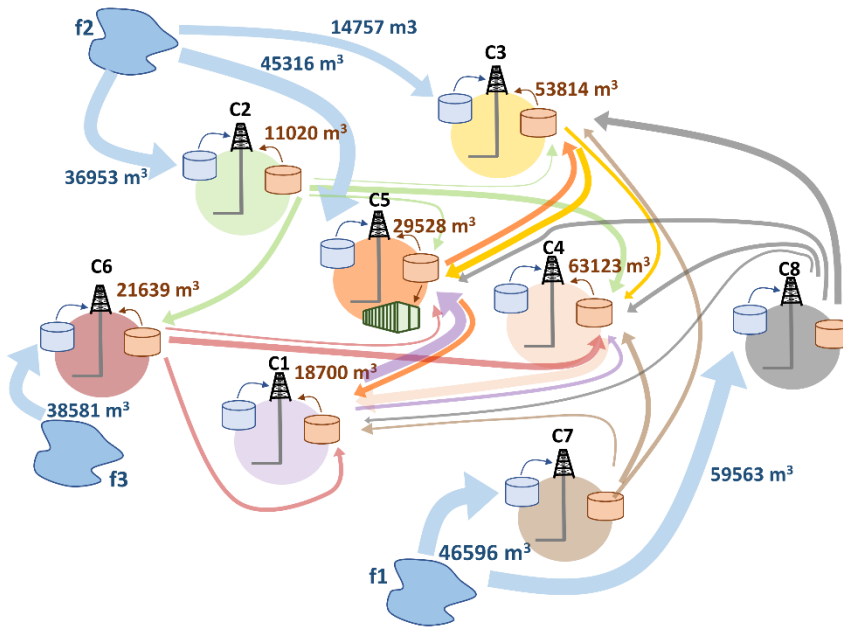 f2
14757 m3
45316 m³
C3
53814 m³
C2
11020 m³
36953 m³
C5
29528 m³
C4
63123 m³
C6
21639 m³
C8
C1
18700 m³
38581 m³
f3
C7
59563 m³
46596 m³
f1